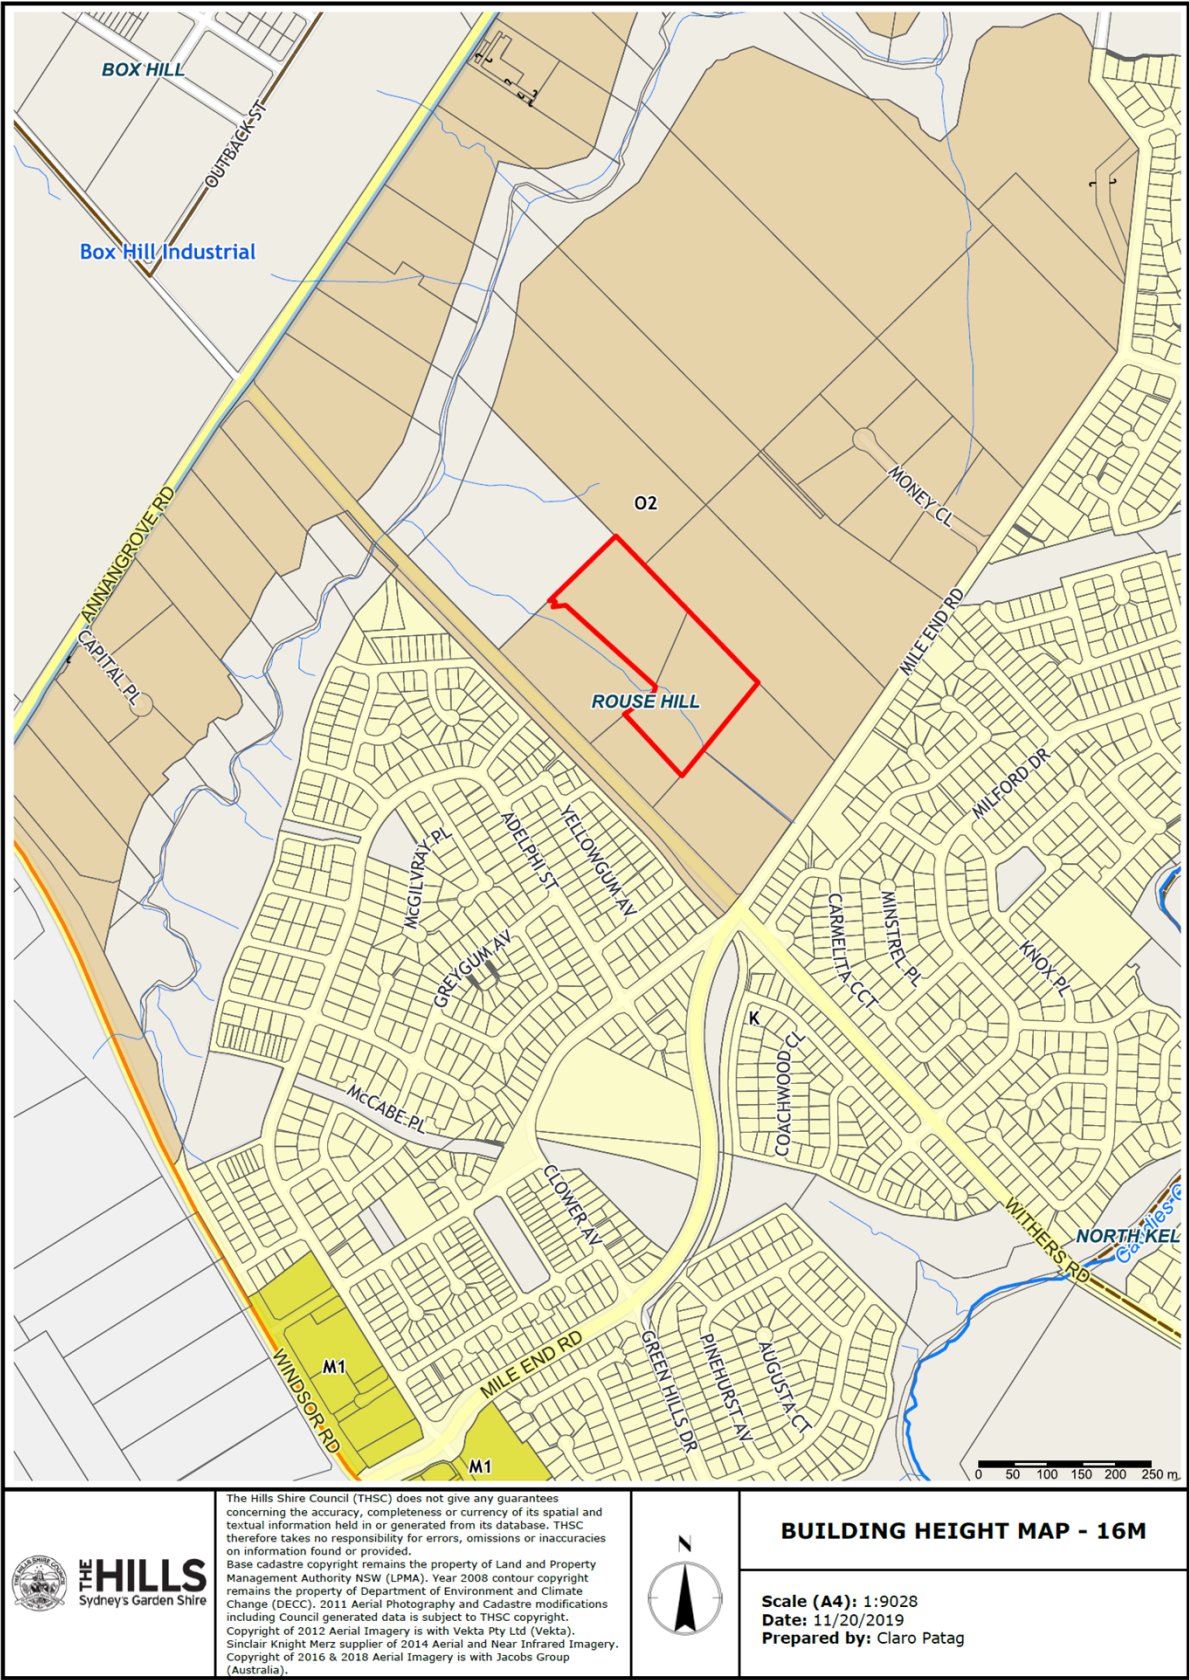 BOX HILL
OUTBACK ST
Box Hill Industrial
O2
MONEY CL
ANNANGROVE RD
MILE END RD
CAPITAL PL
ROUSE HILL
MILFORD DR
YELLOWGUM AV
ADELPHI ST
McGILVRAY PL
CARMELITA CCT
MINSTREL PL
KNOX PL
GREYGUM AV
K
COACHWOOD CL
McCABE PL
CLOWER AV
WITHERS RD
NORTH KEL
M1
WINDSOR RD
MILE END RD
GREEN HILLS DR
PINEHURST AV
AUGUSTA CT
M1
0 50 100 150 200 250 m
THE HILLS
Sydney's Garden Shire
The Hills Shire Council (THSC) does not give any guarantees
concerning the accuracy, completeness or currency of its spatial and
textual information held in or generated from its database. THSC
therefore takes no responsibility for errors, omissions or inaccuracies
on information found or provided.
Base cadastre copyright remains the property of Land and Property
Management Authority NSW (LPMA). Year 2008 contour copyright
remains the property of Department of Environment and Climate
Change (DECC). 2011 Aerial Photography and Cadastre modifications
including Council generated data is subject to THSC copyright.
Copyright of 2012 Aerial Imagery is with Vekta Pty Ltd (Vekta).
Sinclair Knight Merz supplier of 2014 Aerial and Near Infrared Imagery.
Copyright of 2016 & 2018 Aerial Imagery is with Jacobs Group
(Australia).
N
BUILDING HEIGHT MAP - 16M
Scale (A4): 1:9028
Date: 11/20/2019
Prepared by: Claro Patag